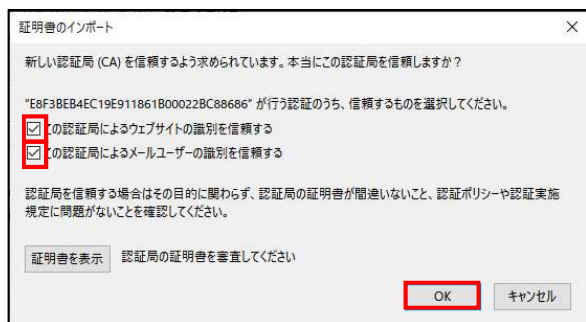 証明書のインポート
新しい認証局 (CA) を信頼するよう求められています。本当にこの認証局を信頼しますか？
"E8F3BEB4EC19E911861B00022BC88686" が行う認証のうち、信頼するものを選択してください。
この認証局によるウェブサイトの識別を信頼する
この認証局によるメールユーザーの識別を信頼する
認証局を信頼する場合はその目的に関わらず、認証局の証明書が間違いないこと、認証ポリシーや認証実施
規定に問題がないことを確認してください。
証明書を表示 認証局の証明書を審査してください
OK キャンセル